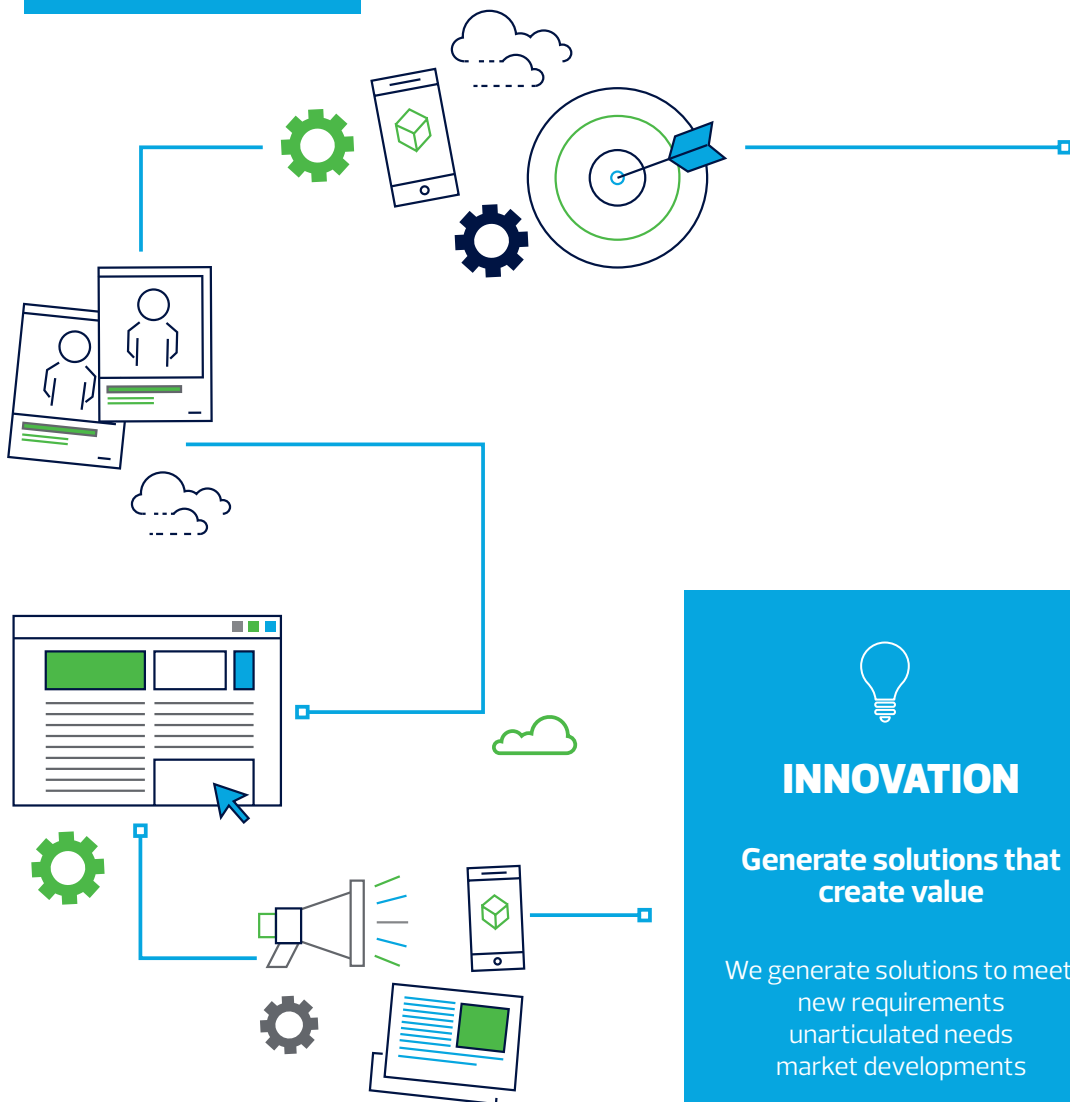 INNOVATION
Generate solutions that
create value
We generate solutions to meet
new requirements
unarticulated needs
market developments